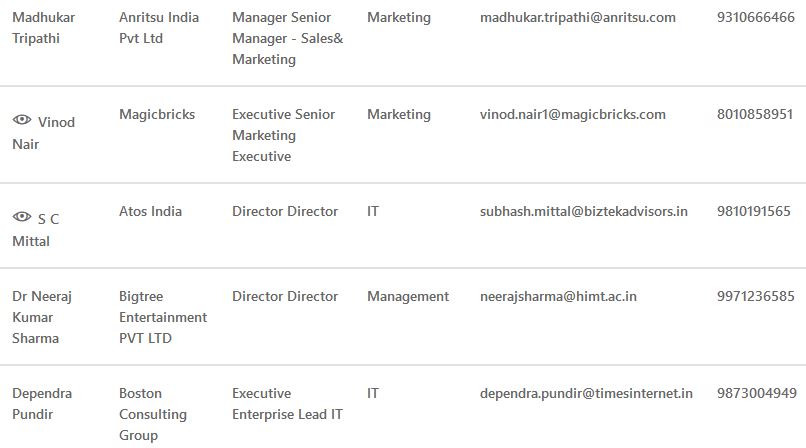 Madhukar Anritsu India Manager Senior Marketing madhukar.tripathi@anritsu.com 9310666466
Tripathi Pvt Ltd Manager - Sales&
Marketing
Vinod Magicbricks Executive Senior Marketing vinod.nair1@magicbricks.com 8010858951
Nair Marketing
Executive
S C Atos India Director Director IT subhash.mittal@biztekadvisors.in 9810191565
Mittal
Dr Neeraj Bigtree Director Director Management neerajsharma@himt.ac.in 9971236585
Kumar Entertainment
Sharma PVT LTD
Dependra Boston Executive IT dependra.pundir@timesinternet.in 9873004949
Pundir Consulting Enterprise Lead IT
Group